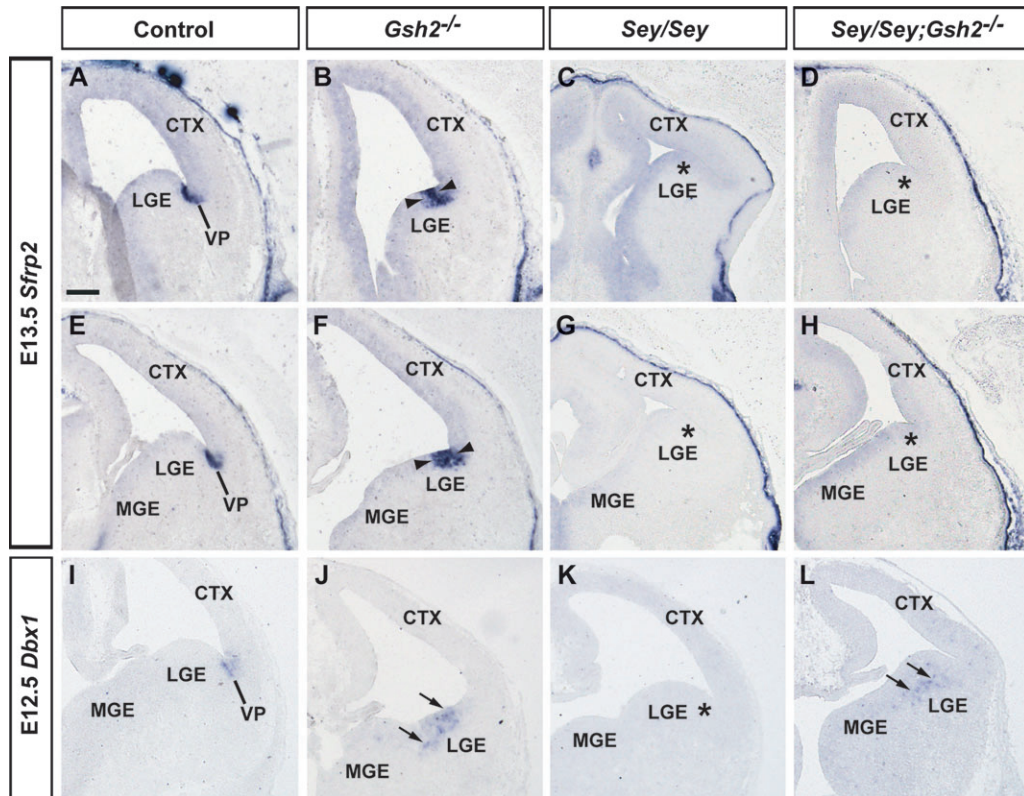 Control
Gsh2-/-
Sey/Sey
Sey/Sey;Gsh2-/-
E13.5 Sfrp2
A
CTX
LGE
VP
B
CTX
LGE
C
CTX
*
LGE
D
CTX
*
LGE
E
CTX
LGE
VP
MGE
F
CTX
LGE
MGE
G
CTX
*
LGE
MGE
H
CTX
*
LGE
MGE
E12.5 Dbx1
I
CTX
LGE
VP
MGE
J
CTX
LGE
MGE
K
CTX
LGE *
MGE
L
CTX
LGE
MGE